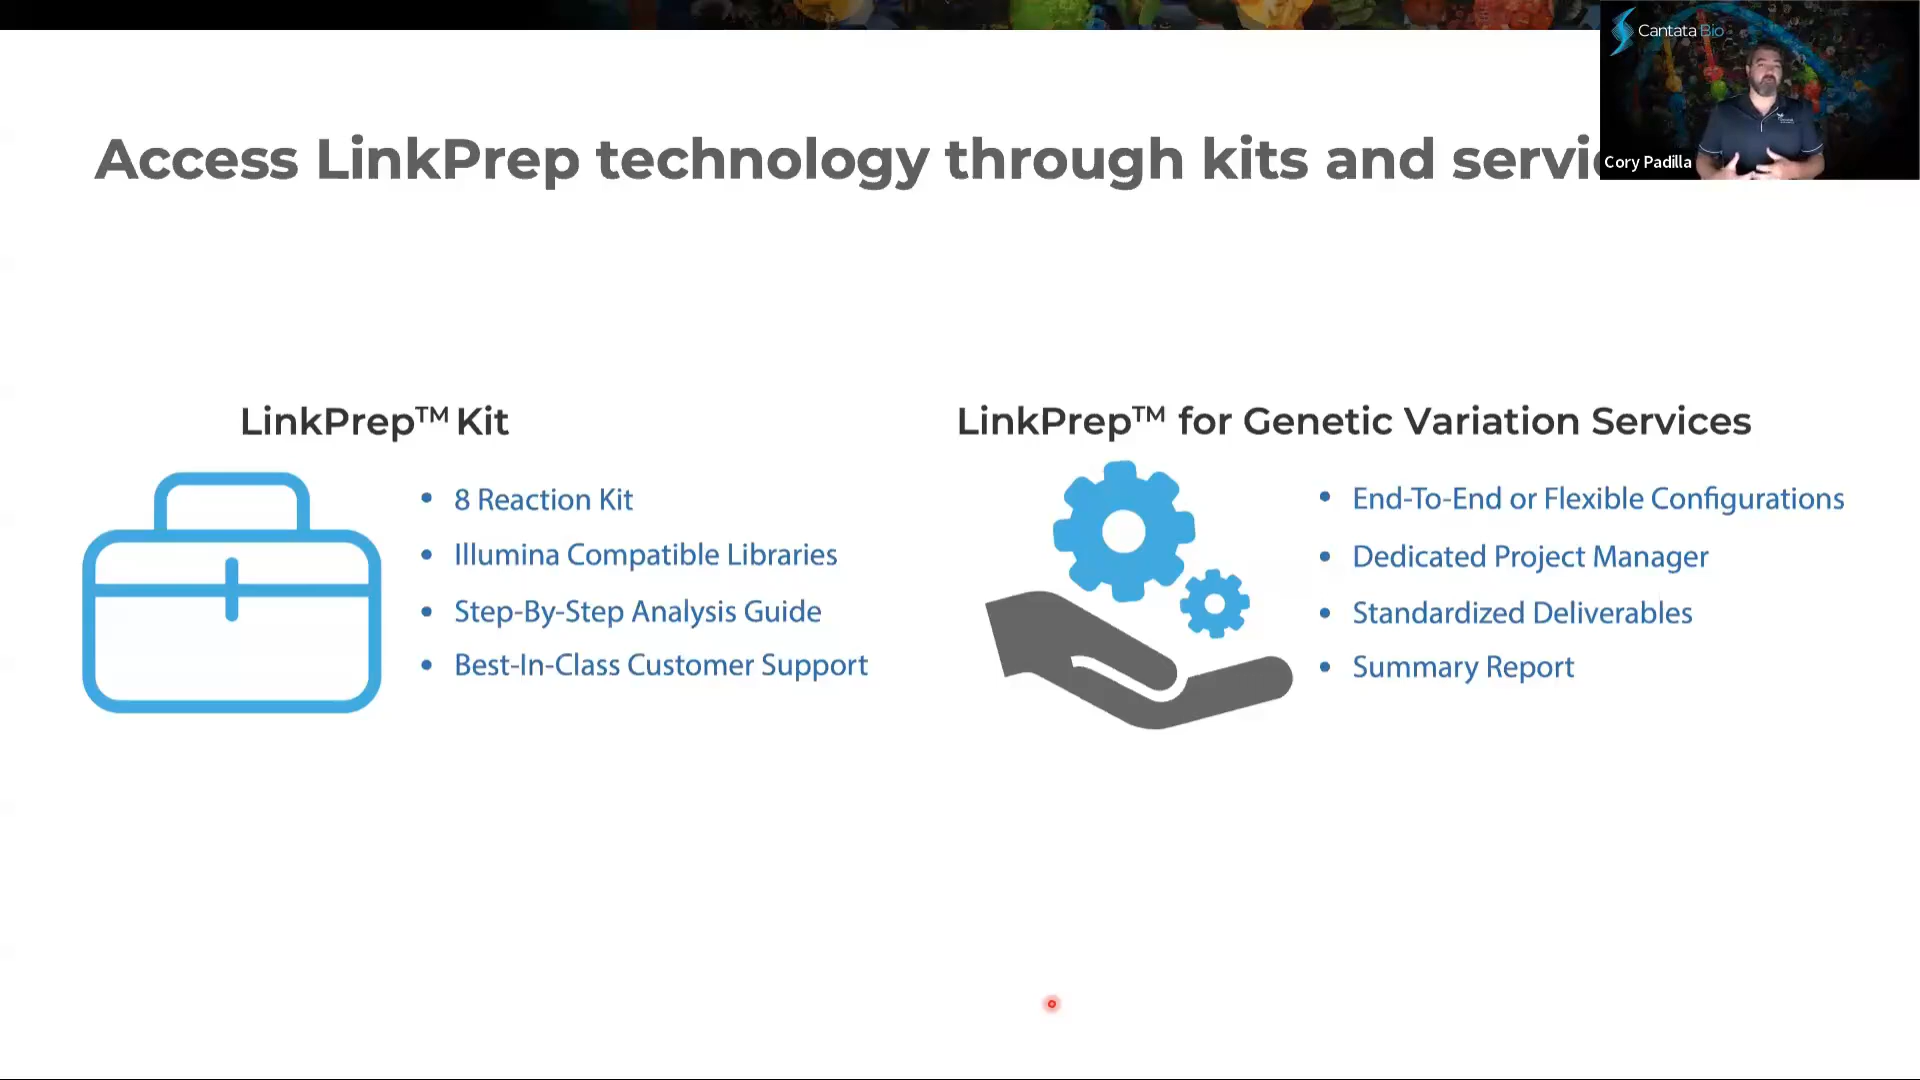 Cantata Bio
Access LinkPrep technology through kits and
Cory Padilla
LinkPrep™ Kit
8 Reaction Kit
Illumina Compatible Libraries
Step-By-Step Analysis Guide
Best-In-Class Customer Support
LinkPrep™ for Genetic Variation Services
End-To-End or Flexible Configurations
Dedicated Project Manager
Standardized Deliverables
Summary Report